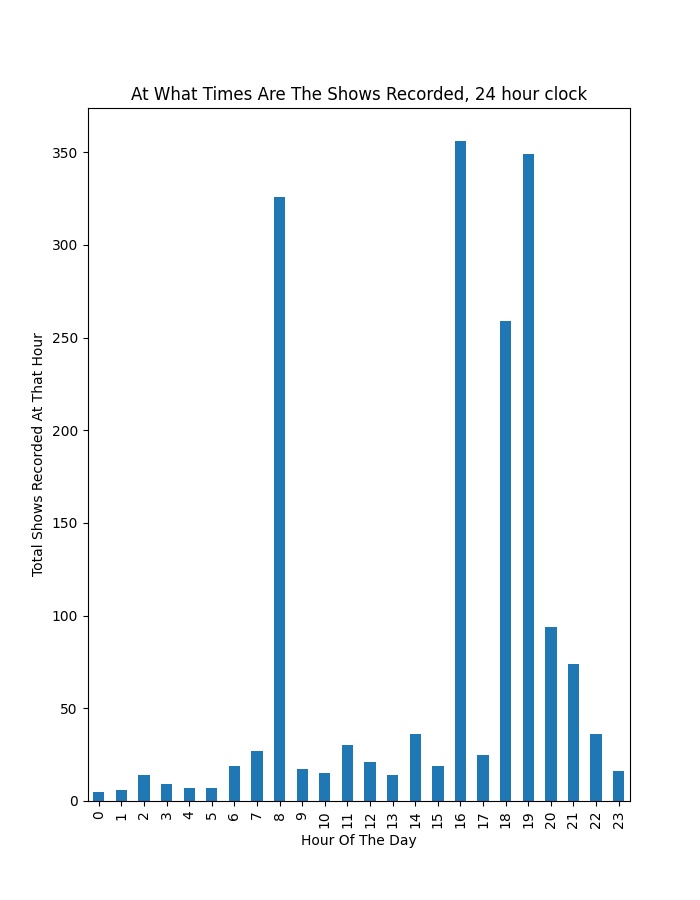 At What Times Are The Shows Recorded, 24 hour clock
Total Shows Recorded At That Hour
350
300
250
200
150
100
50
0
0 1 2 3 4 5 6 7 8 9 10 11 12 13 14 15 16 17 18 19 20 21 22 23
Hour Of The Day